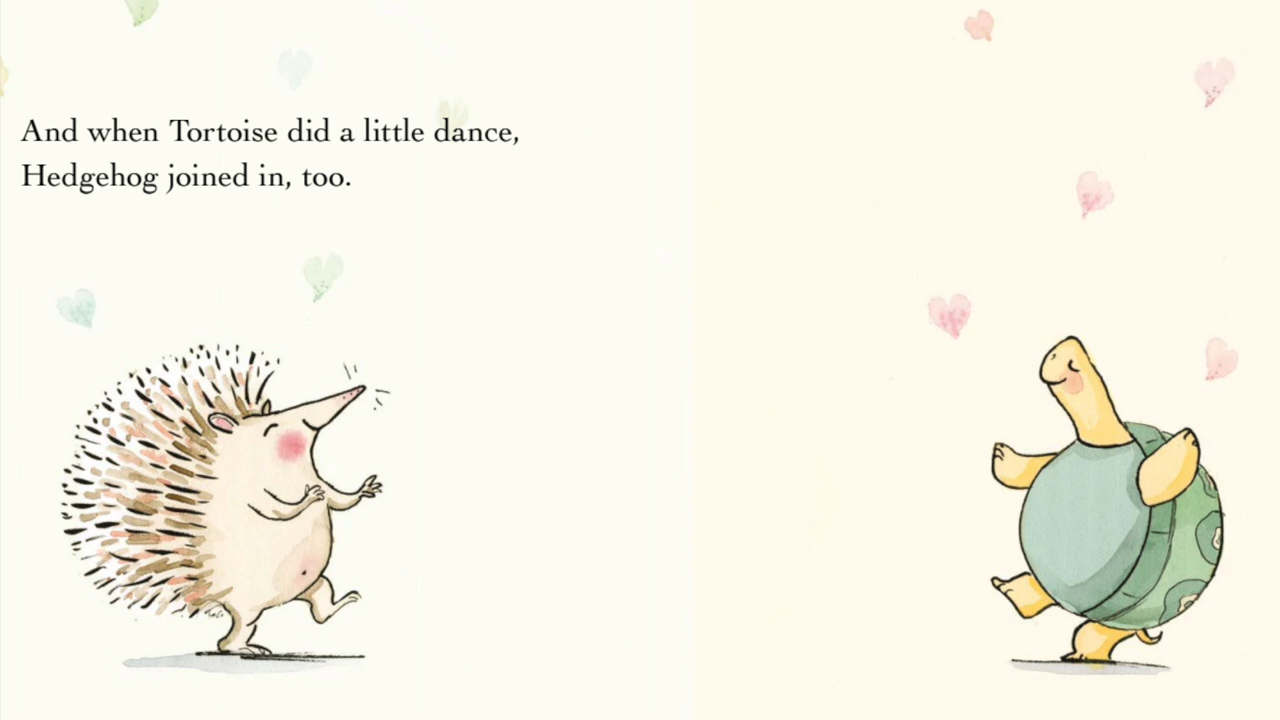 And when Tortoise did a little dance,
Hedgehog joined in, too.